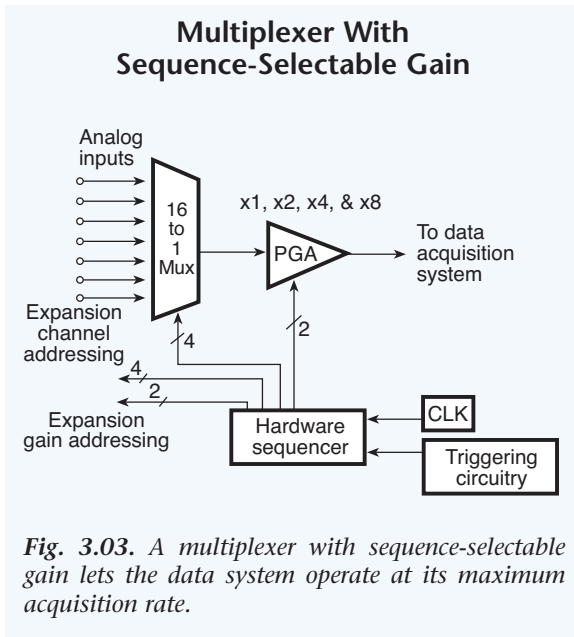 Multiplexer With
Sequence-Selectable Gain
Analog
inputs
16
to
1
Mux
x1, x2, x4, & x8
PGA
To data
acquisition
system
Expansion
channel
addressing
4
2
4
2
Expansion
gain addressing
Hardware
sequencer
CLK
Triggering
circuitry
Fig. 3.03. A multiplexer with sequence-selectable
gain lets the data system operate at its maximum
acquisition rate.